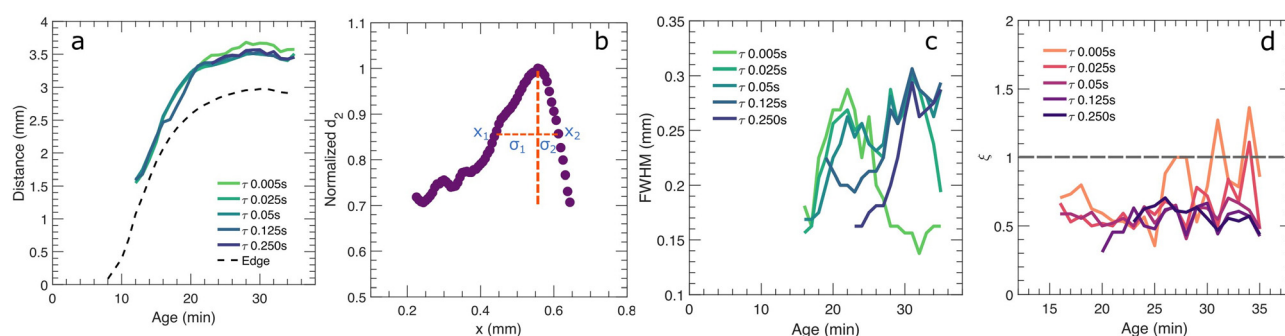 a
Distance (mm)
4
3.5
3
2.5
2
1.5
1
0.5
0
0
10
20
30
Age (min)
τ 0.005s
τ 0.025s
τ 0.05s
τ 0.125s
τ 0.250s
Edge
b
Normalized d2
1
0.9
0.8
0.7
0.6
0.5
0.0
0.2
0.4
0.6
0.8
x (mm)
x1
x2
σ1
σ2
c
FWHM (mm)
0.35
0.3
0.25
0.2
0.15
0.1
0
10
20
30
Age (min)
τ 0.005s
τ 0.025s
τ 0.05s
τ 0.125s
τ 0.250s
d
ξ
2
1.5
1
0.5
0
15
20
25
30
35
Age (min)
τ 0.005s
τ 0.025s
τ 0.05s
τ 0.125s
τ 0.250s